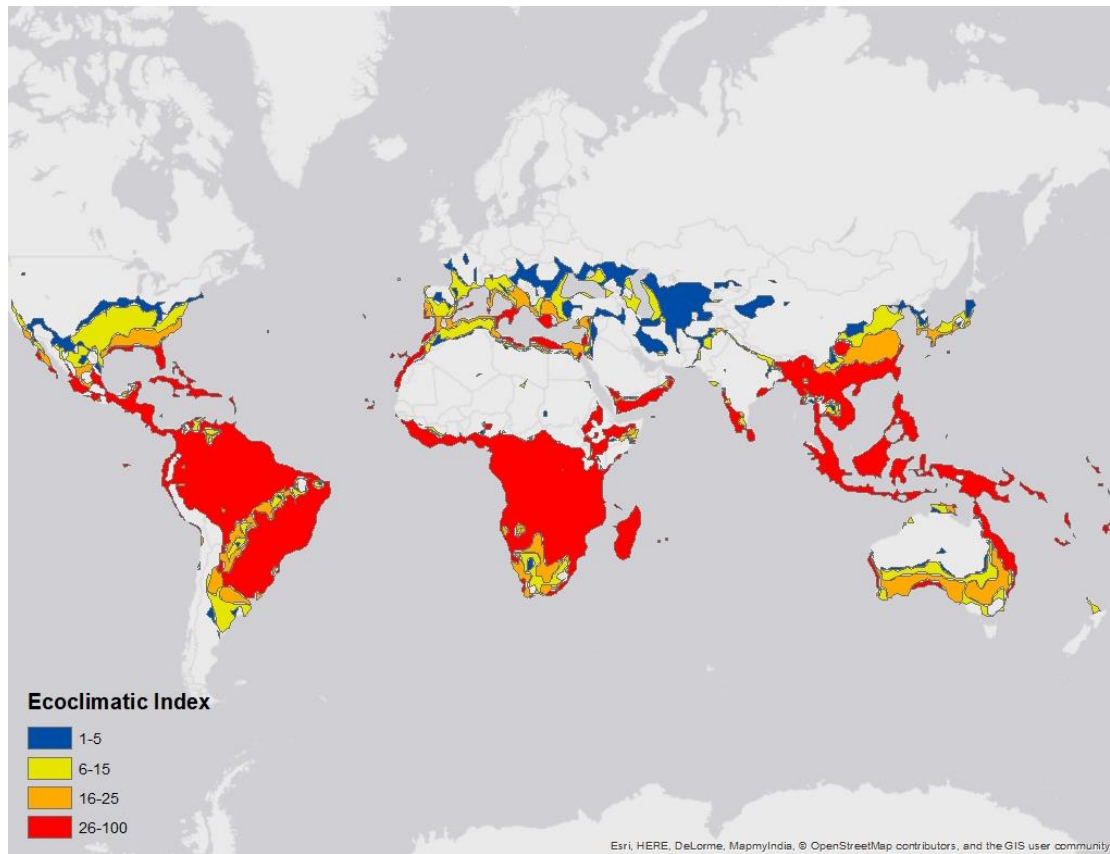 Ecoclimatic Index
1-5
6-15
16-25
26-100
Esri, HERE, DeLorme, MapmyIndia, © OpenStreetMap contributors, and the GIS user community